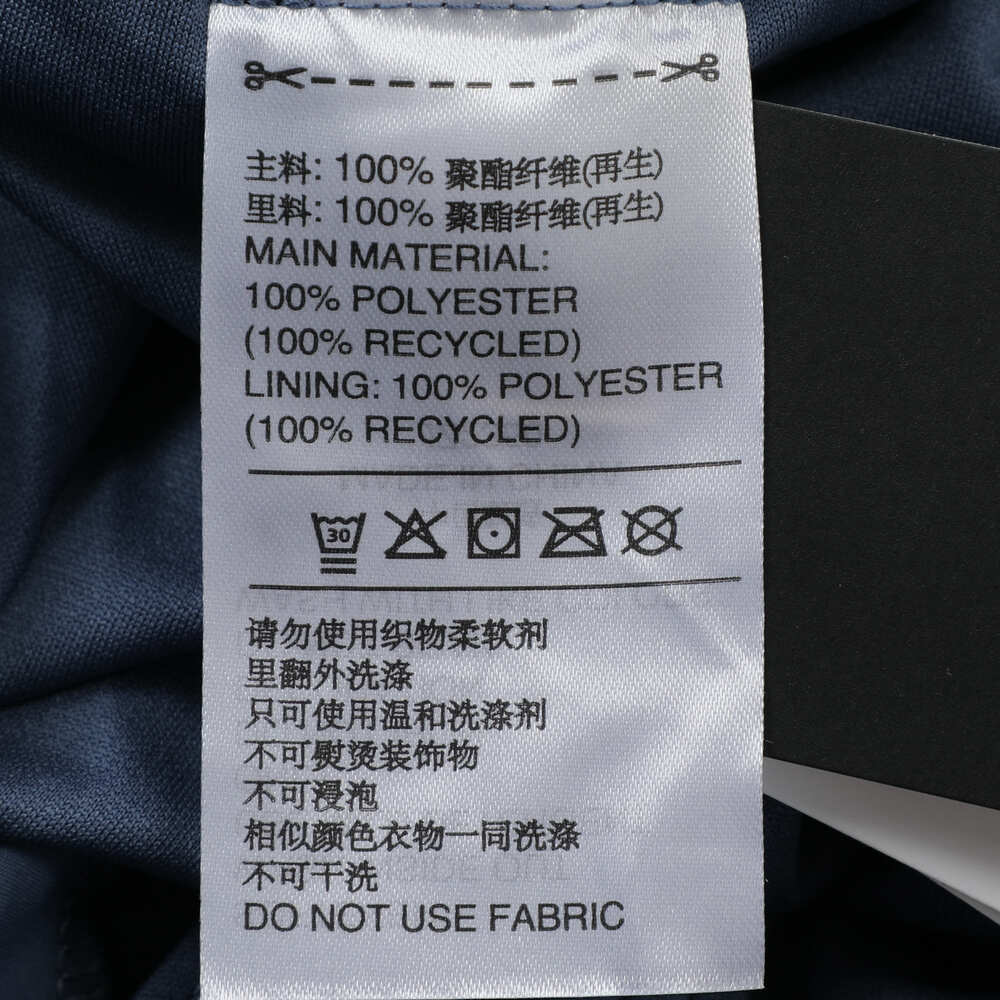 主料: 100% 聚酯纤维(再生)
里料: 100% 聚酯纤维(再生)
MAIN MATERIAL:
100% POLYESTER
(100% RECYCLED)
LINING: 100% POLYESTER
(100% RECYCLED)
30
请勿使用织物柔软剂
里翻外洗涤
只可使用温和洗涤剂
不可熨烫装饰物
不可浸泡
相似颜色衣物一同洗涤
不可干洗
DO NOT USE FABRIC